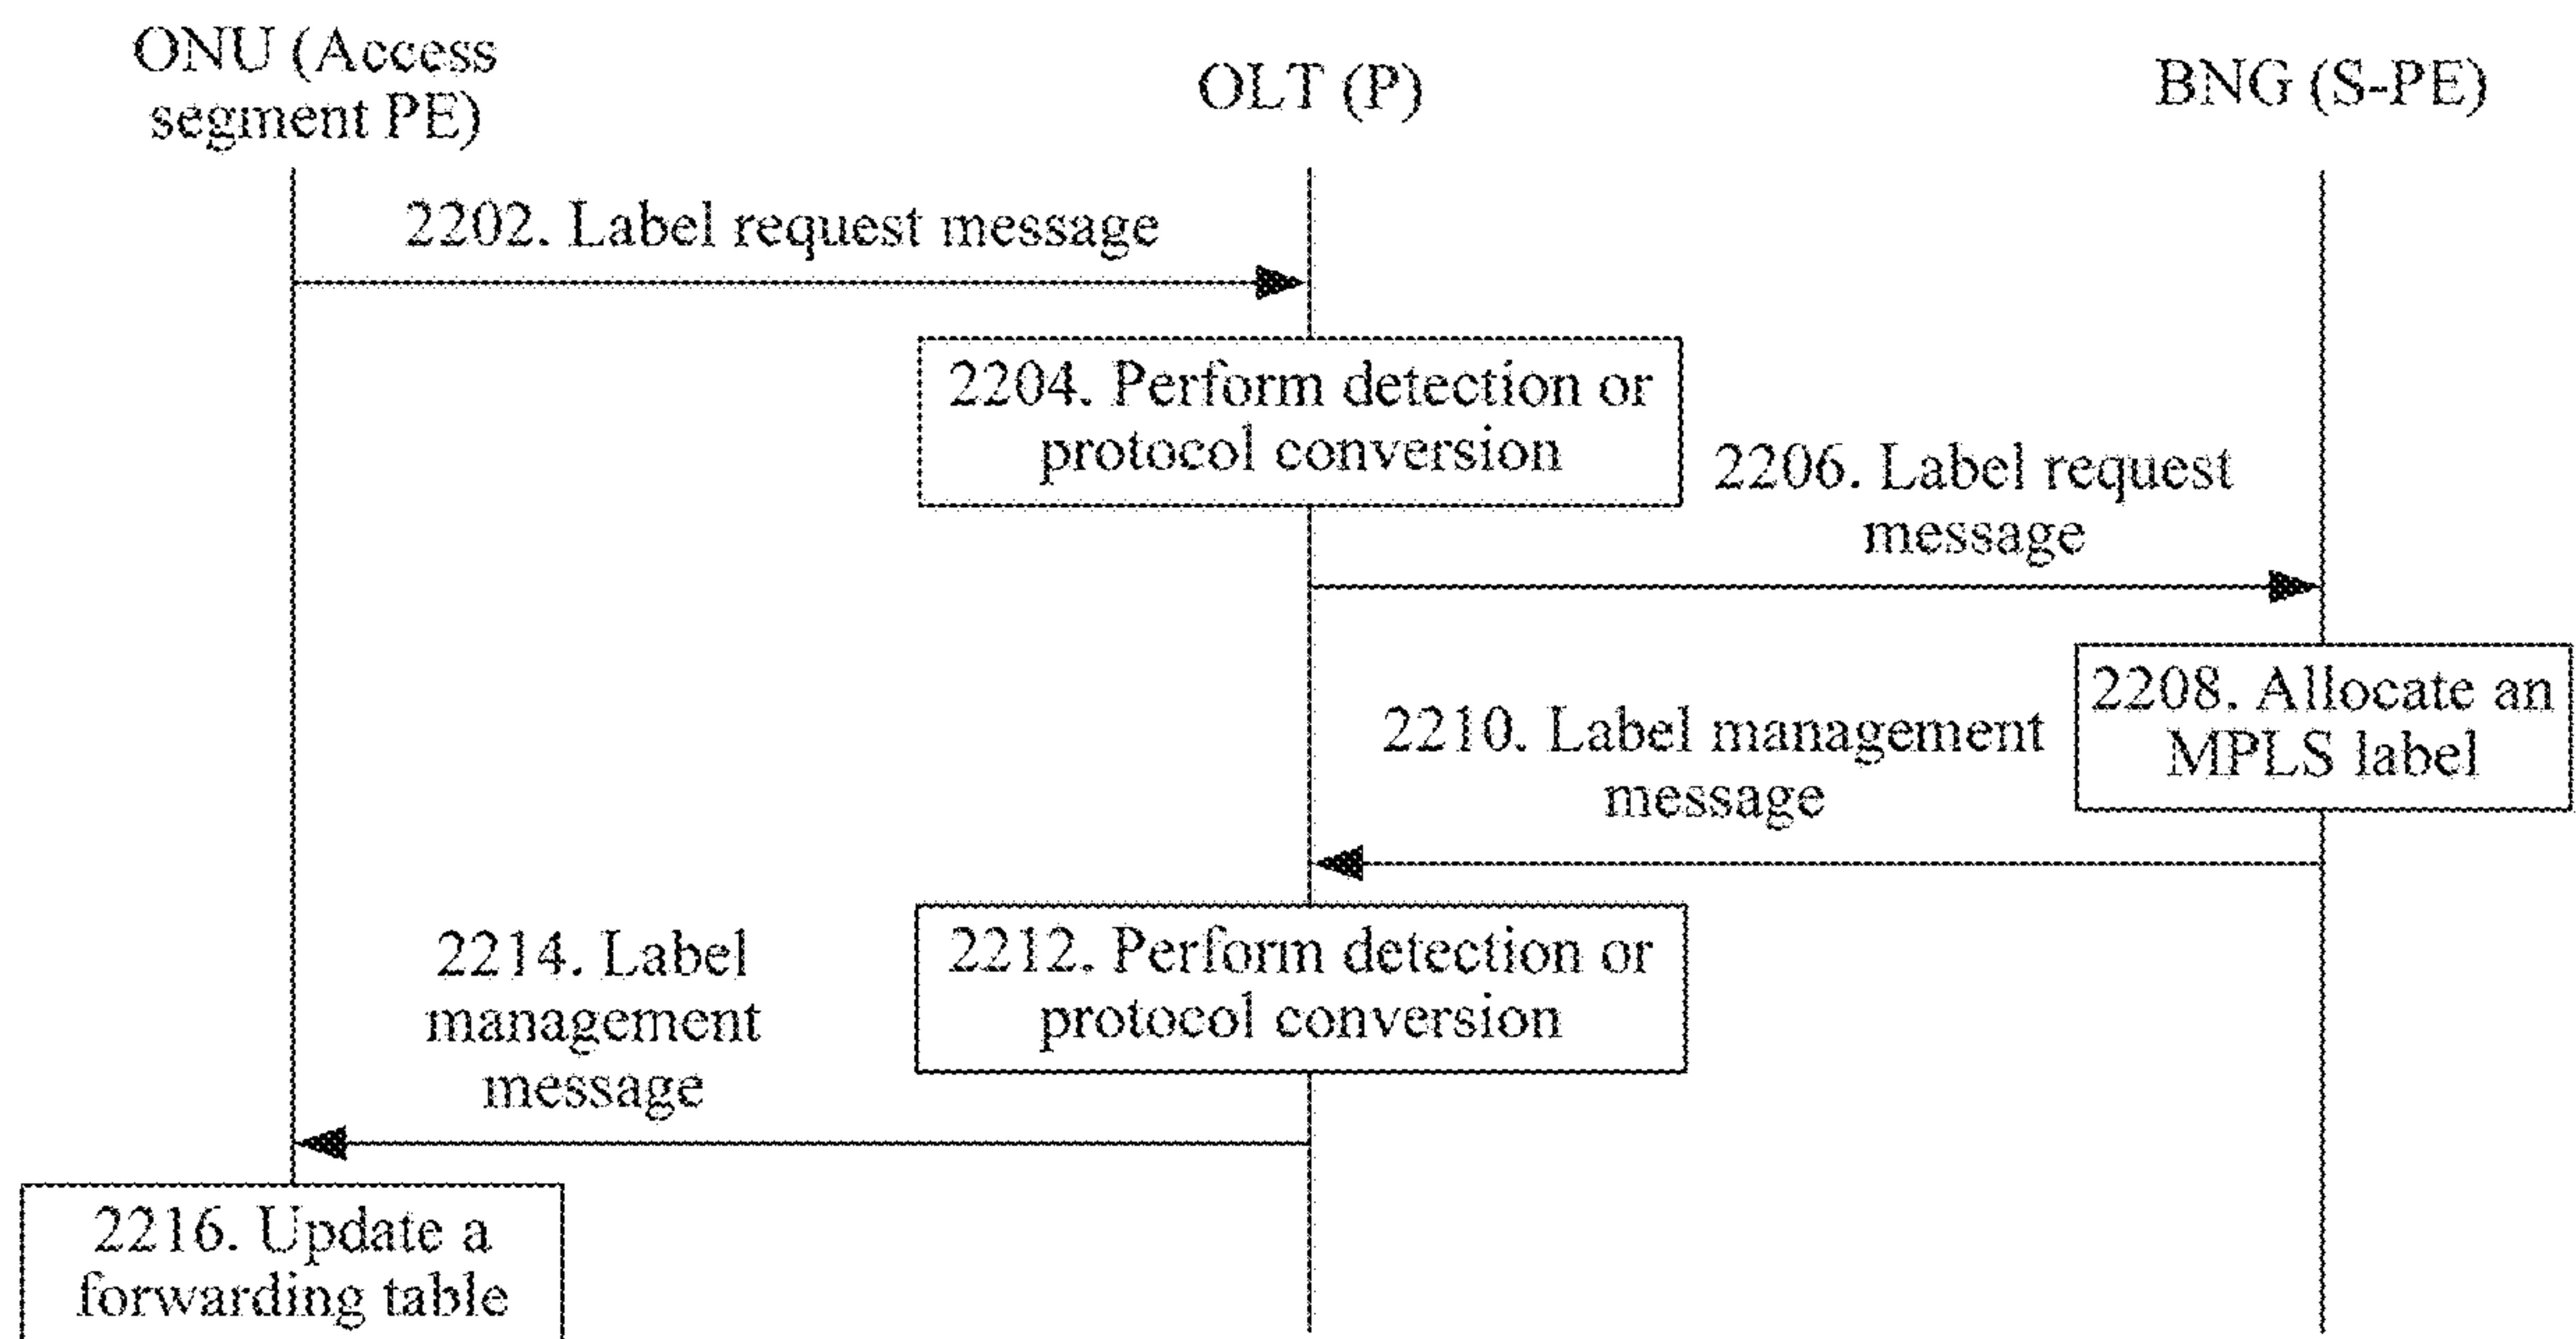 ONU (Access
segment PE)
OLT (P)
BNG (S-PE)
2202. Label request message
2204. Perform detection or
protocol conversion
2206. Label request
message
2208. Allocate an
MPLS label
2210. Label management
message
2212. Perform detection or
protocol conversion
2214. Label
management
message
2216. Update a
forwarding table